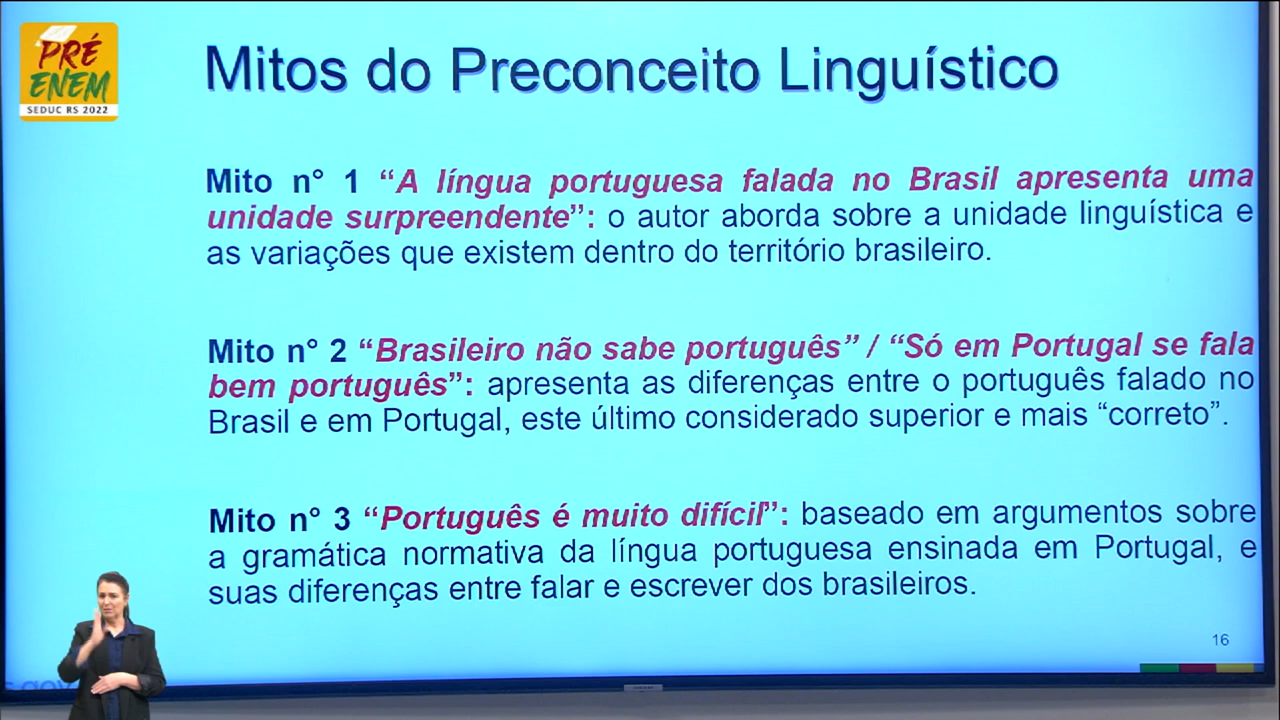 PRÉ
ENEM
SEDUC RS 2022
Mitos do Preconceito Linguístico
Mito n° 1 “A língua portuguesa falada no Brasil apresenta uma
unidade surpreendente”: o autor aborda sobre a unidade linguística e
as variações que existem dentro do território brasileiro.
Mito n° 2 “Brasileiro não sabe português” / “Só em Portugal se fala
bem português”: apresenta as diferenças entre o português falado no
Brasil e em Portugal, este último considerado superior e mais “correto”.
Mito n° 3 “Português é muito difícil”: baseado em argumentos sobre
a gramática normativa da língua portuguesa ensinada em Portugal, e
suas diferenças entre falar e escrever dos brasileiros.
16